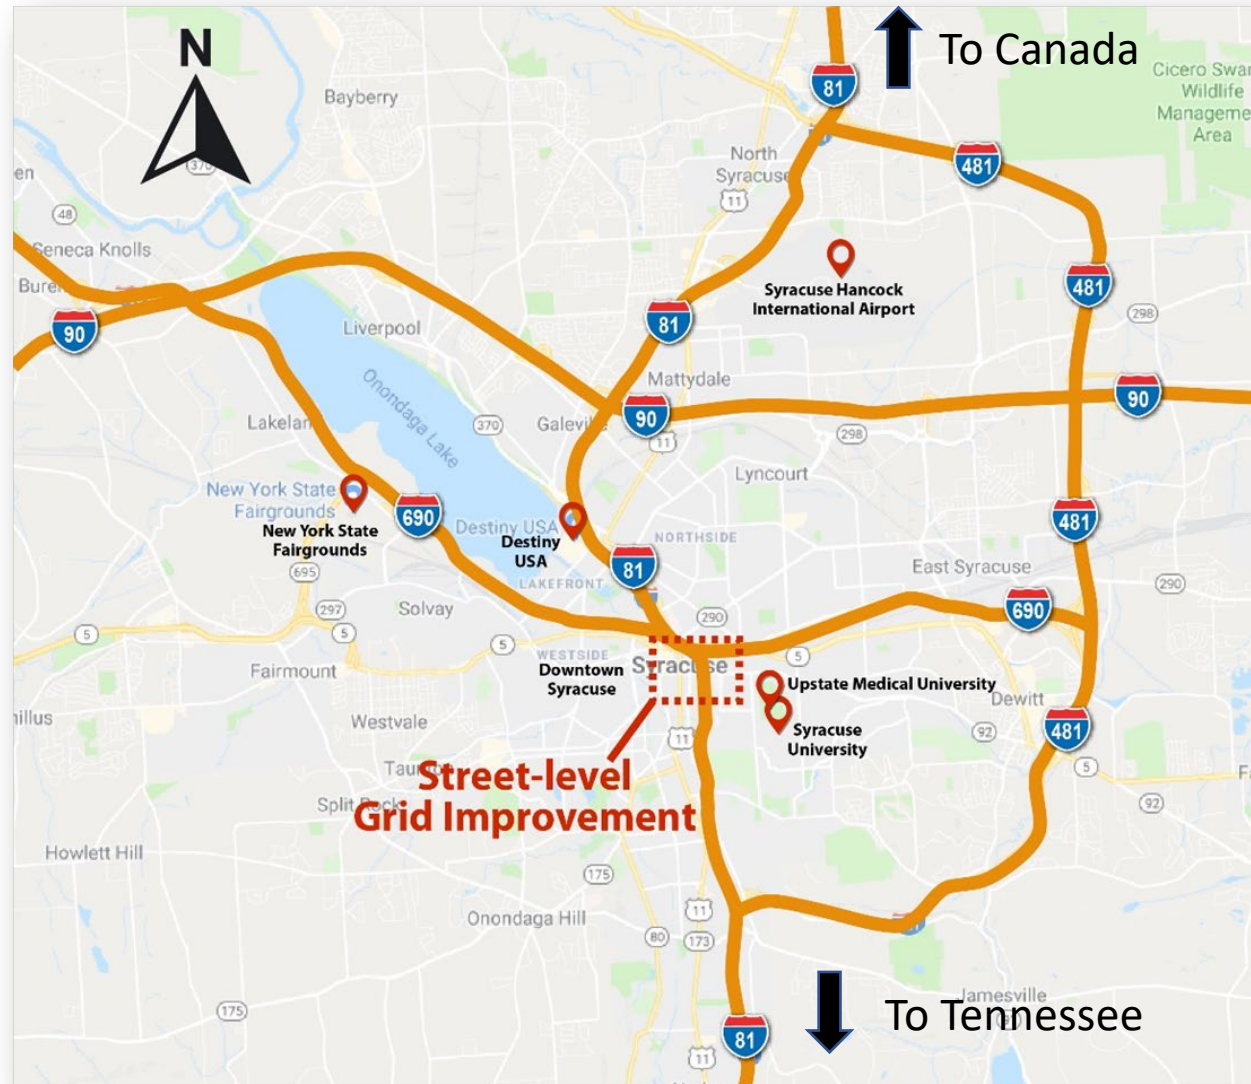 N
To Canada
81
Cicero Swa
Wildlife
Manageme
Area
Bayberry
370
en
481
North
Syracuse
11
48
Seneca Knolls
Syracuse Hancock
International Airport
481
298
90
Liverpool
81
Mattydale
90
90
Onondaga Lake
370
11
298
Lyncourt
New York State
Fairgrounds
New York State
Fairgrounds
690
Destiny USA
Destiny
USA
NORTHSIDE
481
81
East Syracuse
695
LAKEFRONT
290
297
Solvay
290
690
5
5
5
WESTSIDE
5
Downtown
Syracuse
Syracuse
Fairmount
Upstate Medical University
Dewitt
Syracuse
University
Westvale
11
92
481
5
Street-level
Grid Improvement
Split Rock
92
Howlett Hill
175
Onondaga Hill
11
80
173
175
To Tennessee
Jamesville
81
11